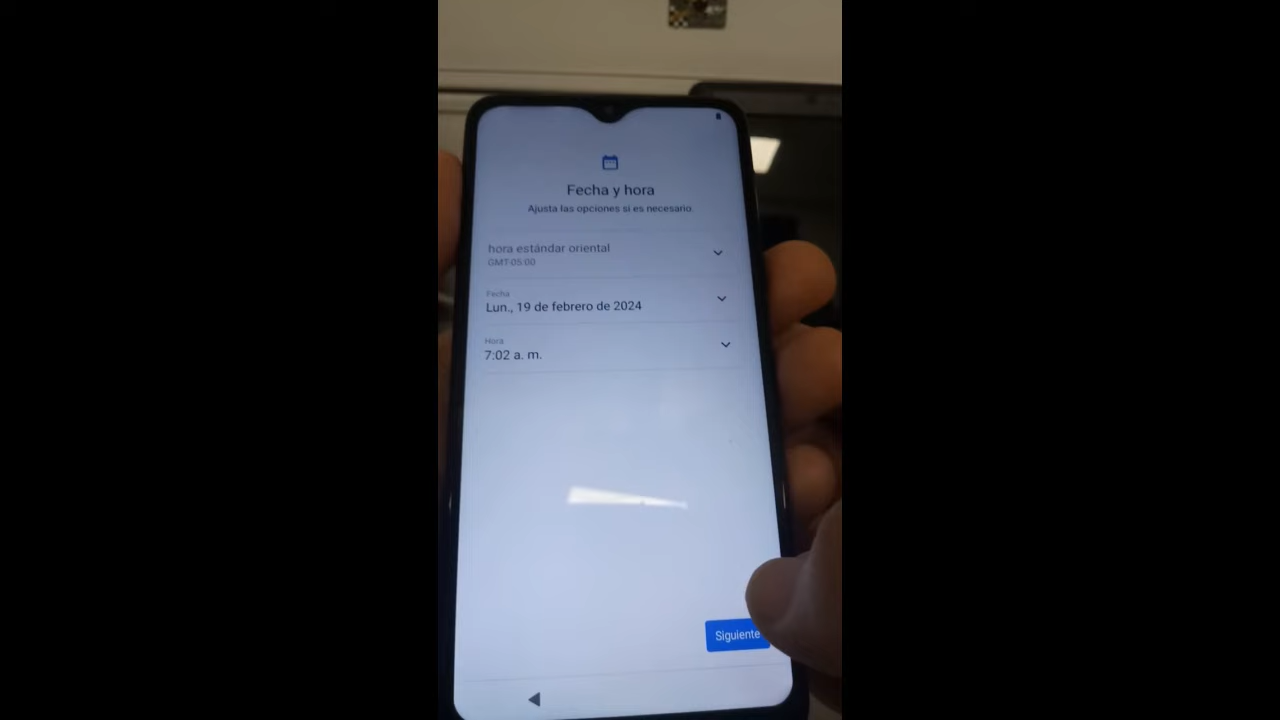 Fecha y hora
Ajusta las opciones si es necesario.
hora estándar oriental
GMT-05:00
Fecha
Lun., 19 de febrero de 2024
Hora
7:02 a. m.
Siguiente